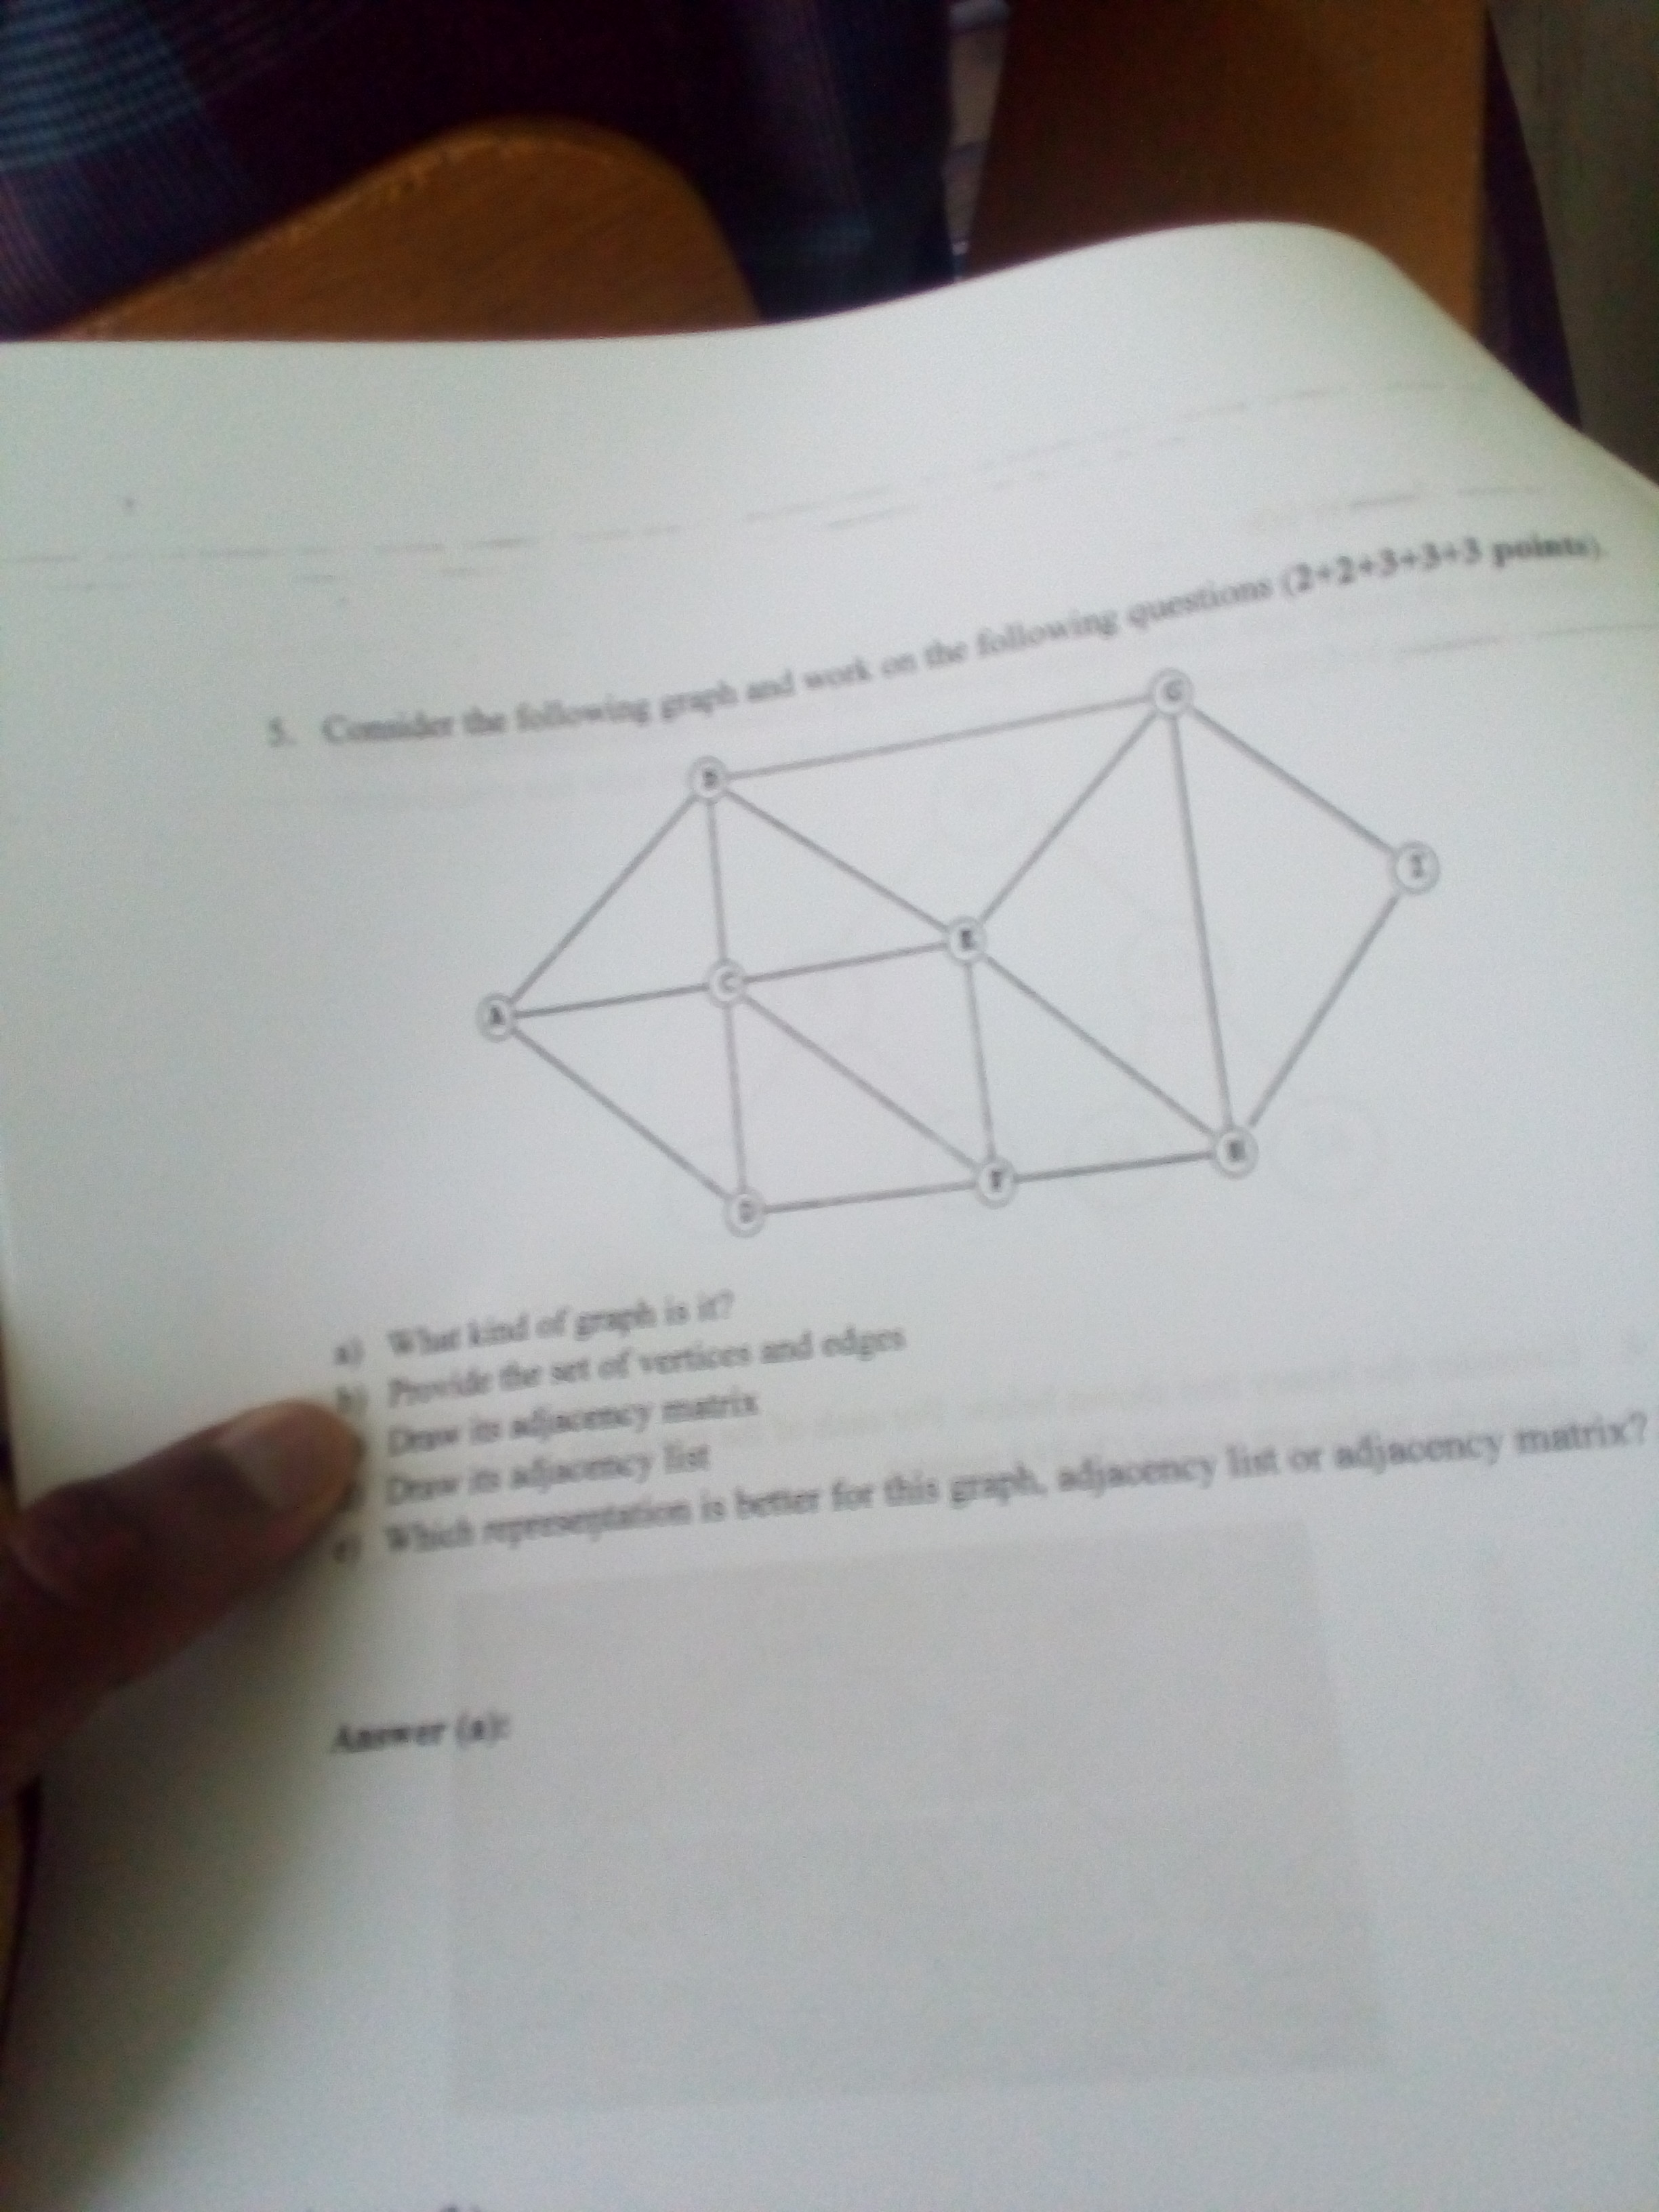 5. Consider the following graph and work on the following questions (2+2+3+3+3 points).
G
B
I
E
C
A
H
F
D
a) What kind of graph is it?
b) Provide the set of vertices and edges
Draw its adjacency matrix
Draw its adjacency list
e) Which representation is better for this graph, adjacency list or adjacency matrix?
Answer (a):